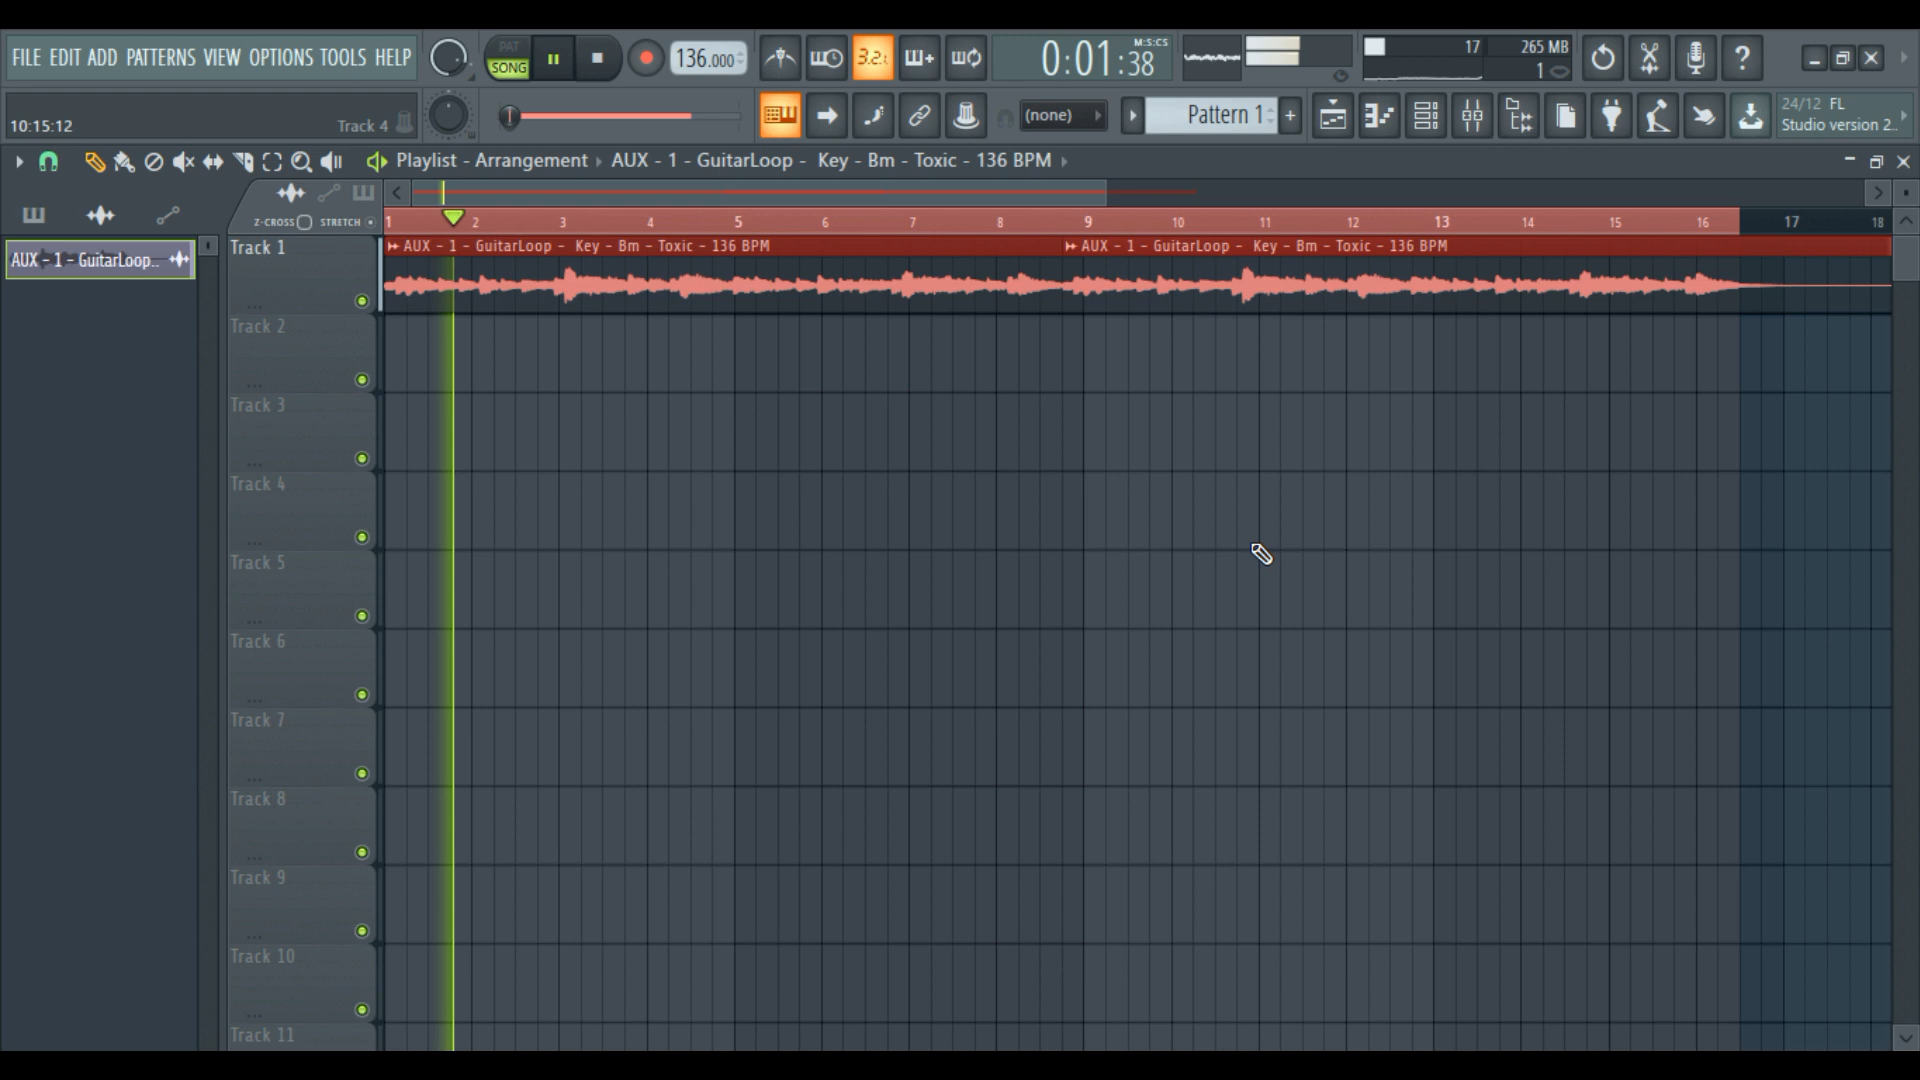 FILE EDIT ADD PATTERNS VIEW OPTIONS TOOLS HELP
PAT
SONG
136.000
3.2.
0:01:38
M:S:CS
17
265 MB
1
?
10:15:12
Track 4
(none)
Pattern 1
+
24/12 FL
Studio version 2..
Playlist - Arrangement
AUX - 1 - GuitarLoop - Key - Bm - Toxic - 136 BPM
Z-CROSS
STRETCH
1 2 3 4 5 6 7 8 9 10 11 12 13 14 15 16 17 18
AUX - 1 - GuitarLoop..
Track 1
AUX - 1 - GuitarLoop - Key - Bm - Toxic - 136 BPM
AUX - 1 - GuitarLoop - Key - Bm - Toxic - 136 BPM
...
Track 2
...
Track 3
...
Track 4
...
Track 5
...
Track 6
...
Track 7
...
Track 8
...
Track 9
...
Track 10
...
Track 11